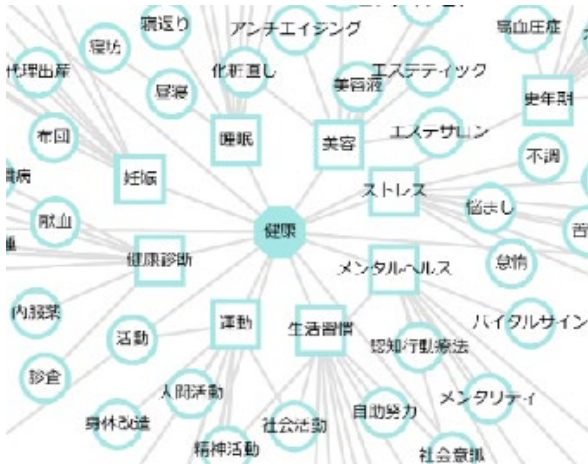 寝返り
アンチエイジング
高血圧症
寝坊
代理出産
化粧直し
美容液
エステティック
昼寝
更年期
布団
睡眠
美容
エステサロン
不調
妊娠
ストレス
悩まし
献血
健康
健康診断
メンタルヘルス
怠惰
内服薬
活動
運動
生活習慣
認知行動療法
バイタルサイン
診査
人間活動
メンタリティ
身体改造
社会活動
自助努力
精神活動
社会意識